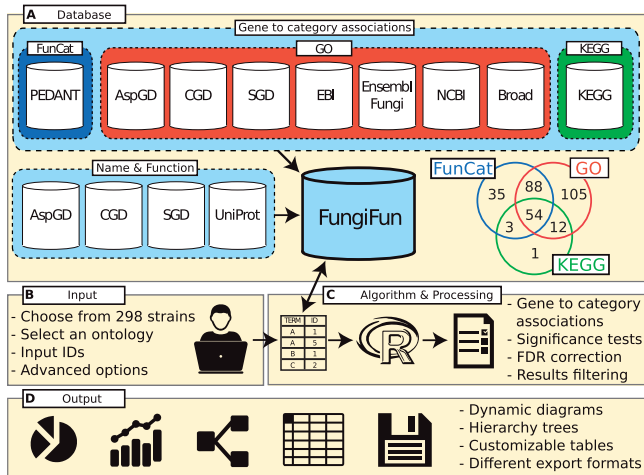 A Database
Gene to category associations
FunCat
GO
KEGG
PEDANT
AspGD
CGD
SGD
EBI
Ensembl
Fungi
NCBI
Broad
KEGG
Name & Function
AspGD
CGD
SGD
UniProt
FungiFun
FunCat
GO
35
88
105
54
3
12
1
KEGG
B Input
- Choose from 298 strains
- Select an ontology
- Input IDs
- Advanced options
C Algorithm & Processing
TERM ID
A 1
A 5
B 1
C 2
R
- Gene to category
associations
- Significance tests
- FDR correction
- Results filtering
D Output
- Dynamic diagrams
- Hierarchy trees
- Customizable tables
- Different export formats